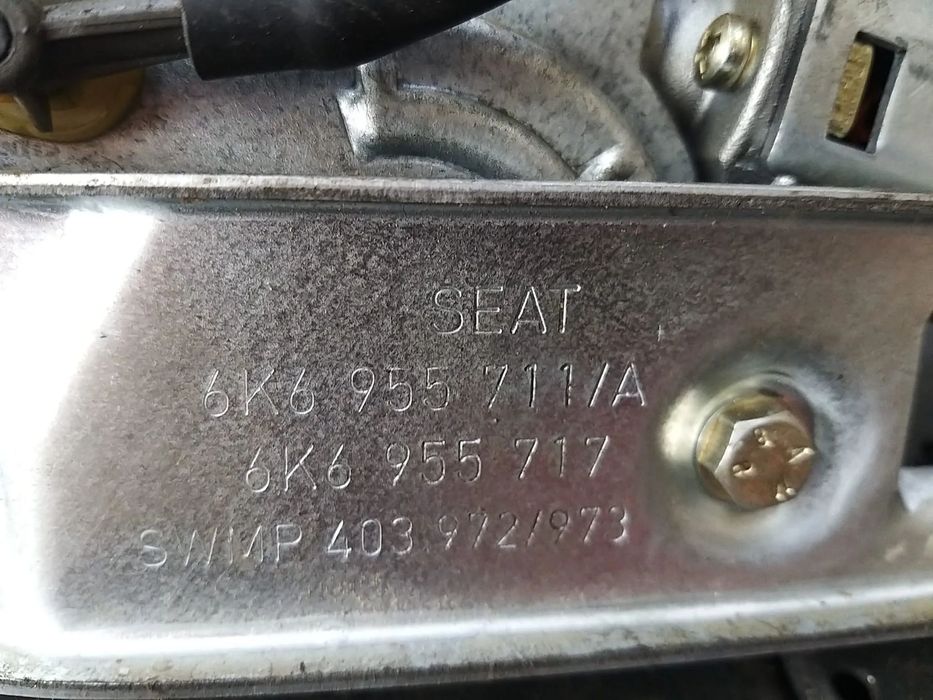 SEAT
6K6 955 711/A
6K6 955 717
SWMP 403 972/973